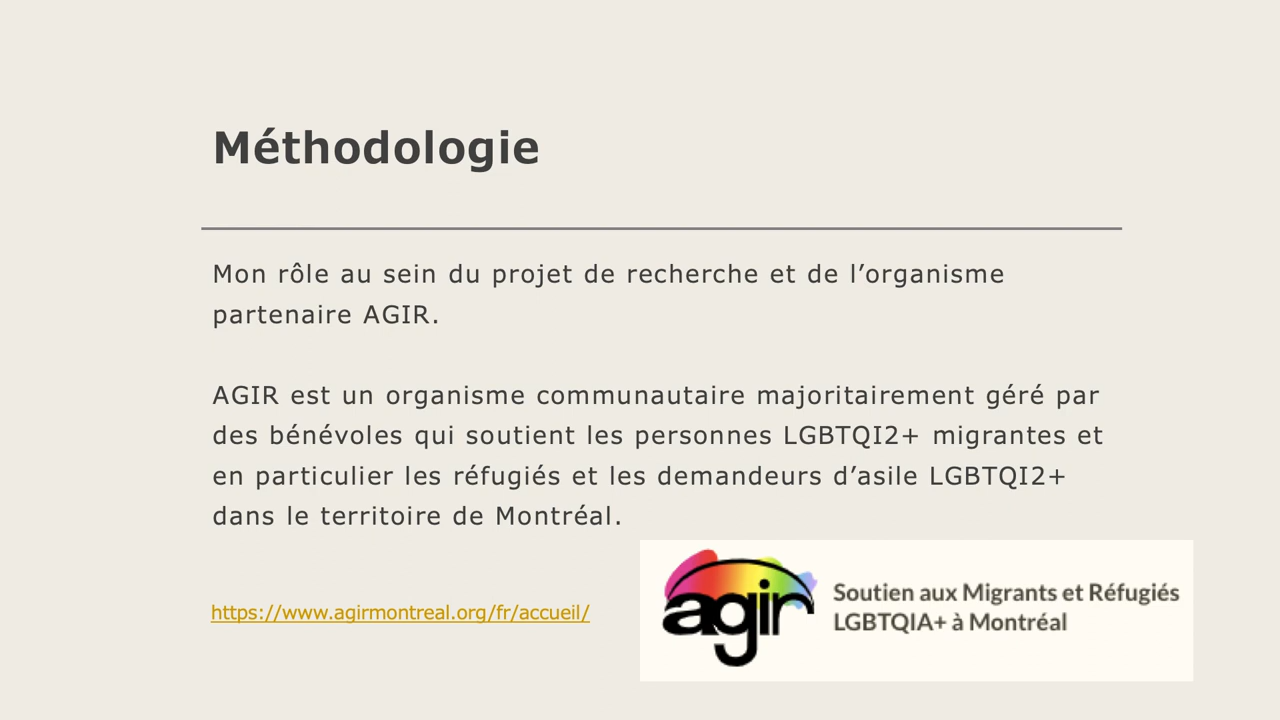 Méthodologie
Mon rôle au sein du projet de recherche et de l’organisme
partenaire AGIR.
AGIR est un organisme communautaire majoritairement géré par
des bénévoles qui soutient les personnes LGBTQI2+ migrantes et
en particulier les réfugiés et les demandeurs d’asile LGBTQI2+
dans le territoire de Montréal.
https://www.agirmontreal.org/fr/accueil/
agir
Soutien aux Migrants et Réfugiés
LGBTQIA+ à Montréal